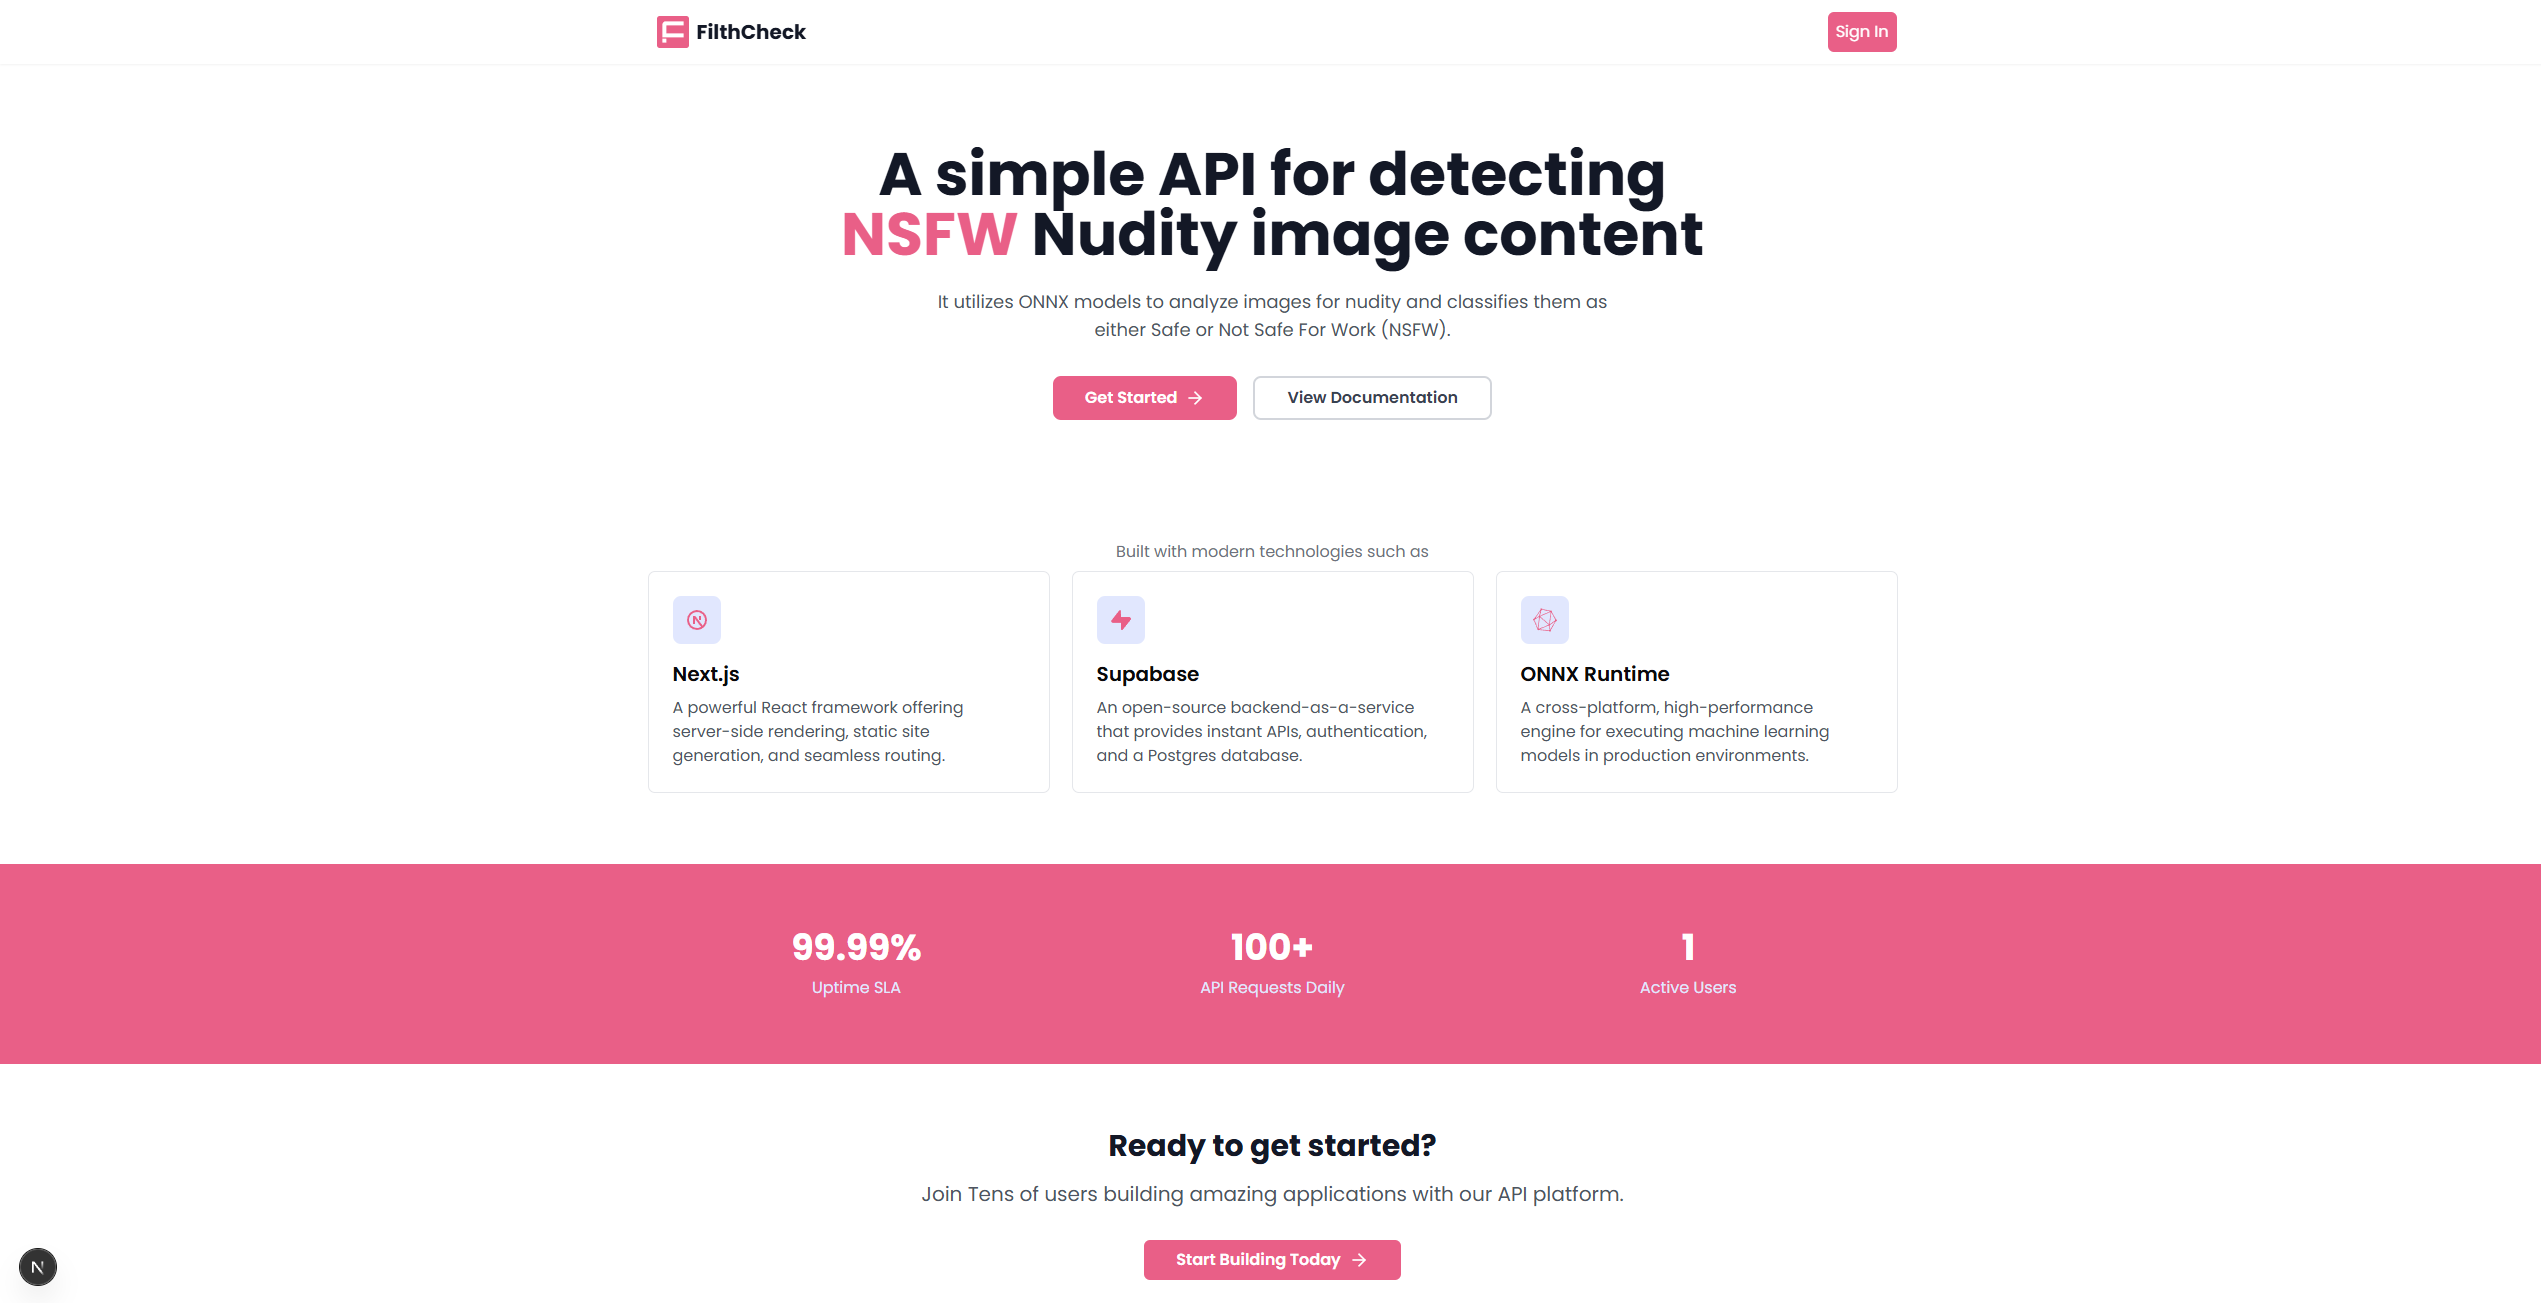 FilthCheck
Sign In
A simple API for detecting
NSFW Nudity image content
It utilizes ONNX models to analyze images for nudity and classifies them as
either Safe or Not Safe For Work (NSFW).
Get Started
View Documentation
Built with modern technologies such as
Next.js
A powerful React framework offering
server-side rendering, static site
generation, and seamless routing.
Supabase
An open-source backend-as-a-service
that provides instant APIs, authentication,
and a Postgres database.
ONNX Runtime
A cross-platform, high-performance
engine for executing machine learning
models in production environments.
99.99%
Uptime SLA
100+
API Requests Daily
1
Active Users
Ready to get started?
Join Tens of users building amazing applications with our API platform.
Start Building Today
N